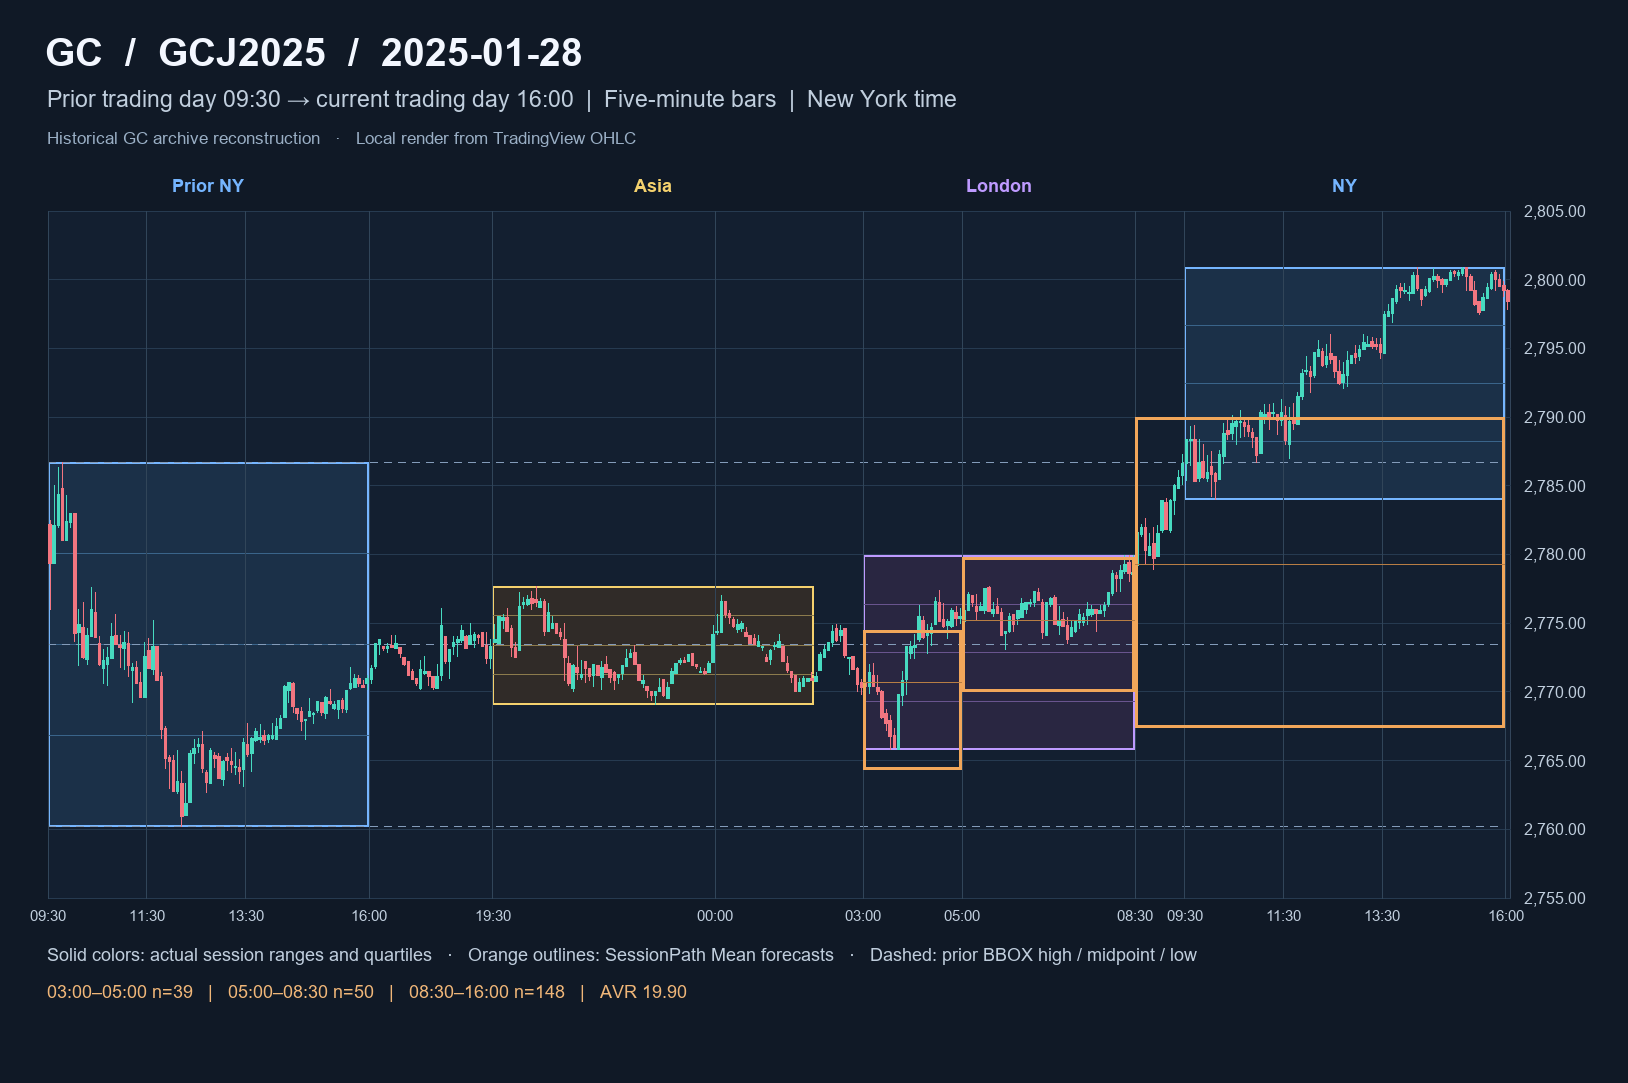 GC / GCJ2025 / 2025-01-28
Prior trading day 09:30 → current trading day 16:00 | Five-minute bars | New York time
Historical GC archive reconstruction · Local render from TradingView OHLC
Prior NY Asia London NY
2,805.00
2,800.00
2,795.00
2,790.00
2,785.00
2,780.00
2,775.00
2,770.00
2,765.00
2,760.00
2,755.00
09:30 11:30 13:30 16:00 19:30 00:00 03:00 05:00 08:30 09:30 11:30 13:30 16:00
Solid colors: actual session ranges and quartiles · Orange outlines: SessionPath Mean forecasts · Dashed: prior BBOX high / midpoint / low
03:00–05:00 n=39 | 05:00–08:30 n=50 | 08:30–16:00 n=148 | AVR 19.90